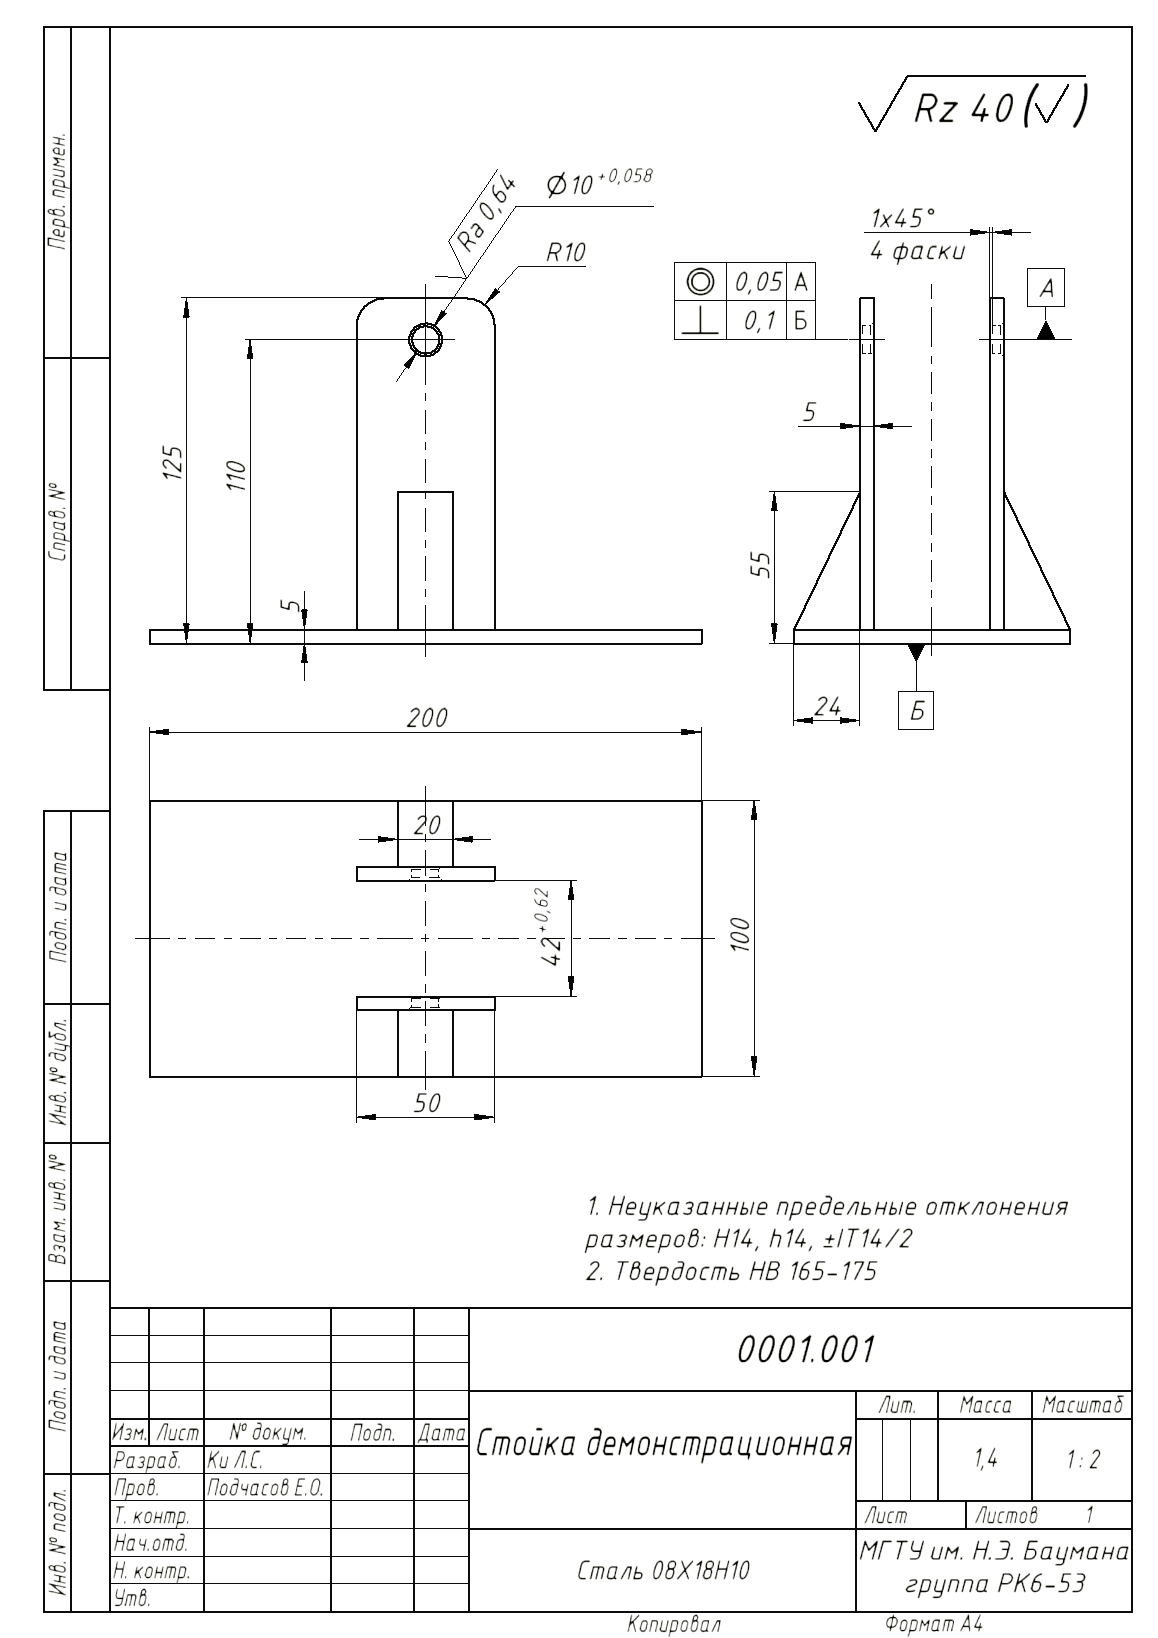 Rz 40 (√)
Перв. примен.
Справ. №
Ra 0,64
Ø10 +0,058
R10
1x45°
4 фаски
0,05 А
0,1 Б
А
125
110
5
5
55
24
Б
200
20
42 +0,62
100
50
Подп. и дата
Инв. № дубл.
Взам. инв. №
Подп. и дата
Инв. № подл.
1. Неуказанные предельные отклонения
размеров: H14, h14, ±IT14/2
2. Твердость HB 165-175
0001.001
Изм. Лист № докум. Подп. Дата
Разраб. Ки Л.С.
Пров. Подчасов Е.О.
Т. контр.
Нач.отд.
Н. контр.
Утв.
Стойка демонстрационная
Лит. Масса Масштаб
1,4 1:2
Лист Листов 1
Сталь 08Х18Н10
МГТУ им. Н.Э. Баумана
группа РК6-53
Копировал Формат А4